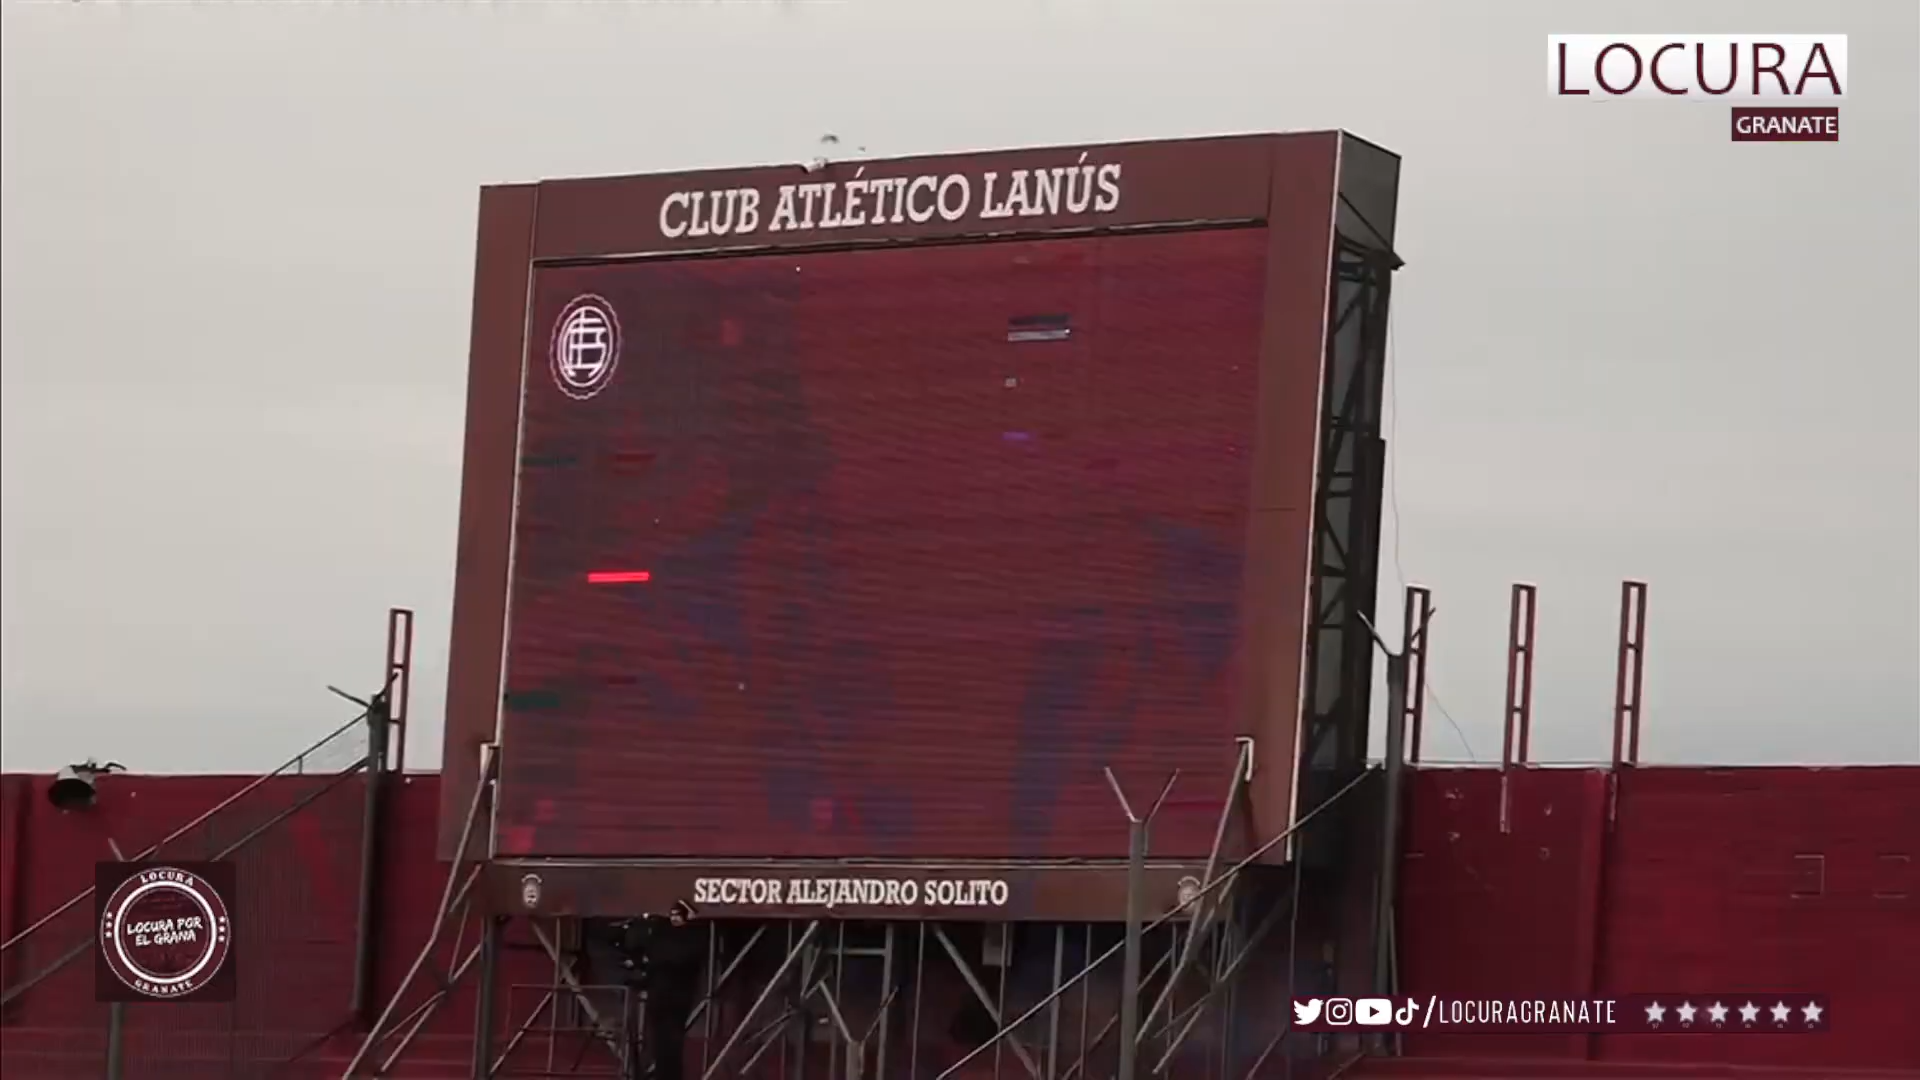 LOCURA
GRANATE
CLUB ATLÉTICO LANÚS
SECTOR ALEJANDRO SOLITO
LOCURA
LOCURA POR
EL GRANA
GRANATE
/LOCURAGRANATE